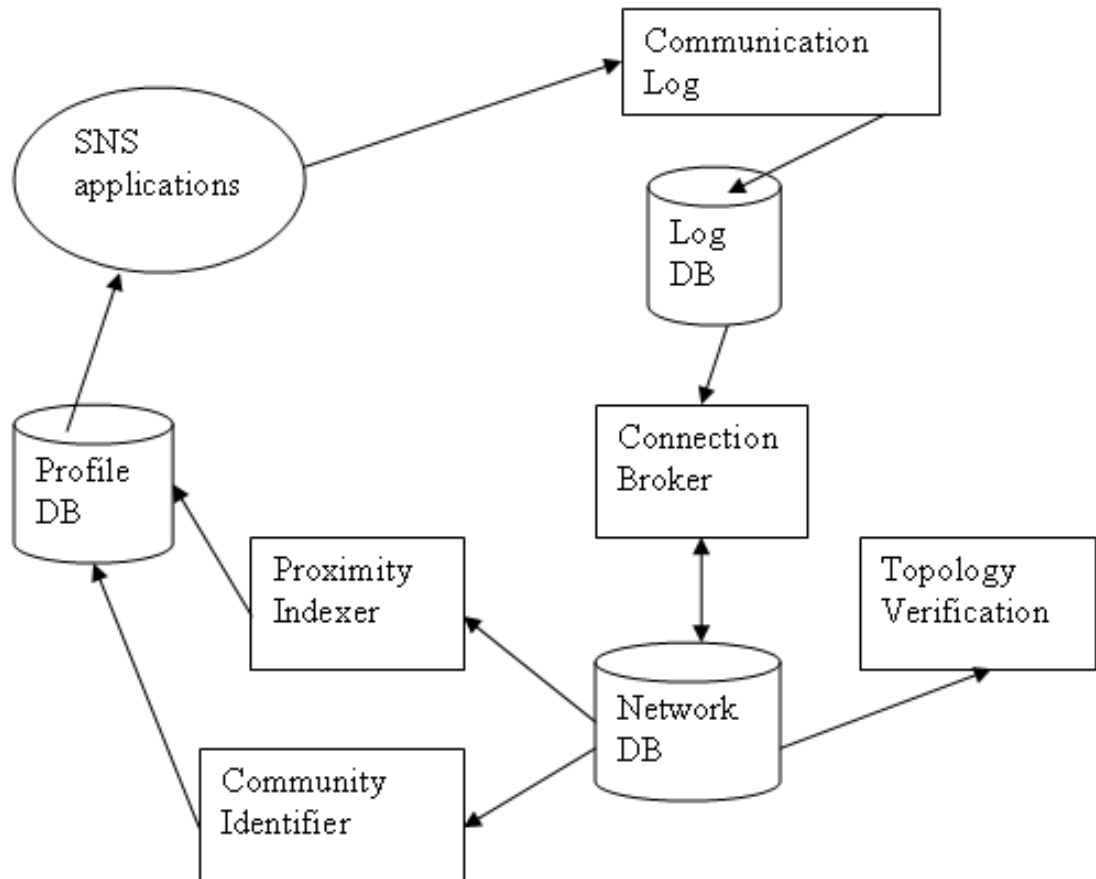 Communication
Log
SNS
applications
Log
DB
Connection
Broker
Profile
DB
Proximity
Indexer
Topology
Verification
Network
DB
Community
Identifier